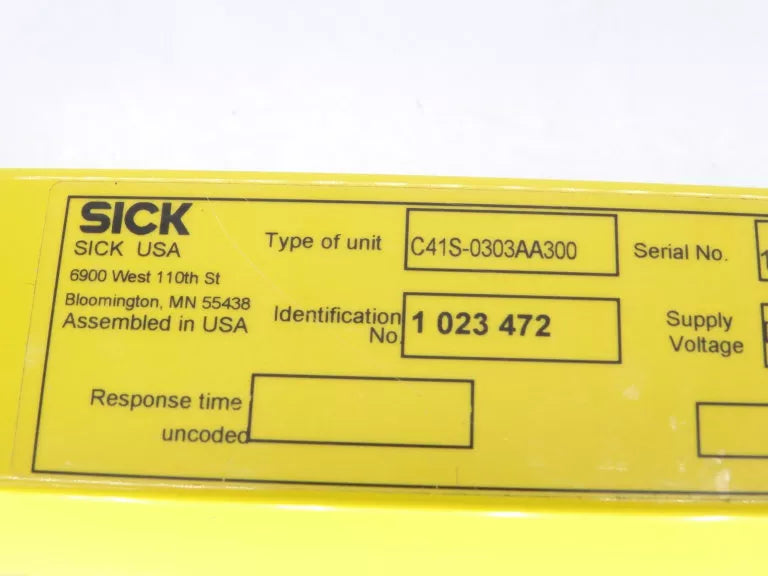 SICK
SICK USA
6900 West 110th St
Bloomington, MN 55438
Assembled in USA
Type of unit C41S-0303AA300 Serial No.
Identification No. 1 023 472 Supply Voltage
Response time
uncoded